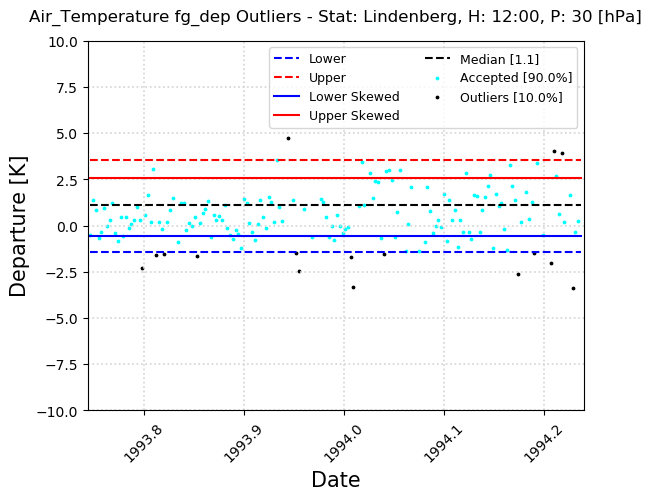 Air_Temperature fg_dep Outliers - Stat: Lindenberg, H: 12:00, P: 30 [hPa]
Lower
Upper
Lower Skewed
Upper Skewed
Median [1.1]
Accepted [90.0%]
Outliers [10.0%]
Departure [K]
10.0
7.5
5.0
2.5
0.0
−2.5
−5.0
−7.5
−10.0
1993.8
1993.9
1994.0
1994.1
1994.2
Date